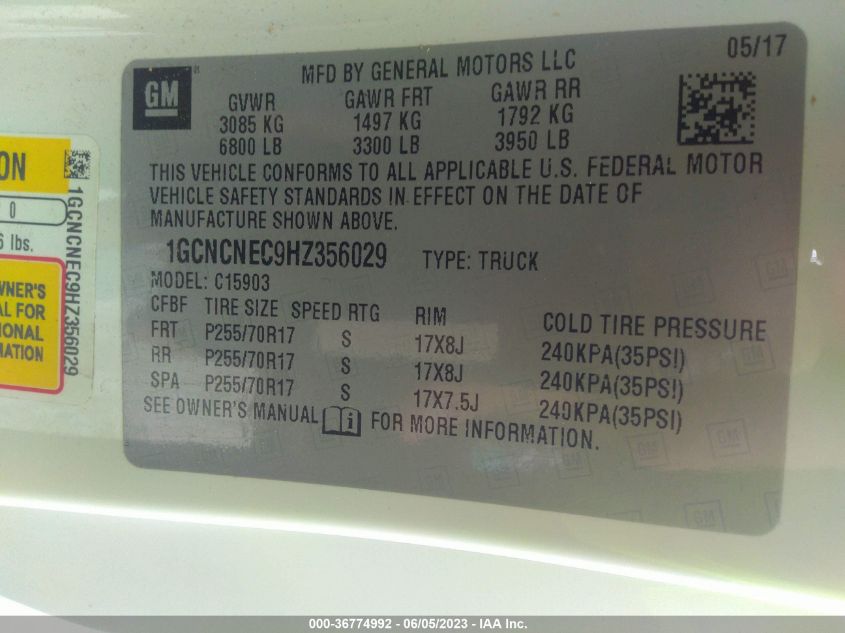 GM
MFD BY GENERAL MOTORS LLC
05/17
GVWR GAWR FRT GAWR RR
3085 KG 1497 KG 1792 KG
6800 LB 3300 LB 3950 LB
THIS VEHICLE CONFORMS TO ALL APPLICABLE U.S. FEDERAL MOTOR
VEHICLE SAFETY STANDARDS IN EFFECT ON THE DATE OF
MANUFACTURE SHOWN ABOVE.
1GCNCNEC9HZ356029 TYPE: TRUCK
MODEL: C15903
CFBF TIRE SIZE SPEED RTG RIM COLD TIRE PRESSURE
FRT P255/70R17 S 17X8J 240KPA(35PSI)
RR P255/70R17 S 17X8J 240KPA(35PSI)
SPA P255/70R17 S 17X7.5J 240KPA(35PSI)
SEE OWNER'S MANUAL i FOR MORE INFORMATION.
ON
0
6 lbs.
WNER'S
AL FOR
IONAL
MATION
1GCNCNEC9HZ356029
GM
GM
GM
000-36774992 - 06/05/2023 - IAA Inc.